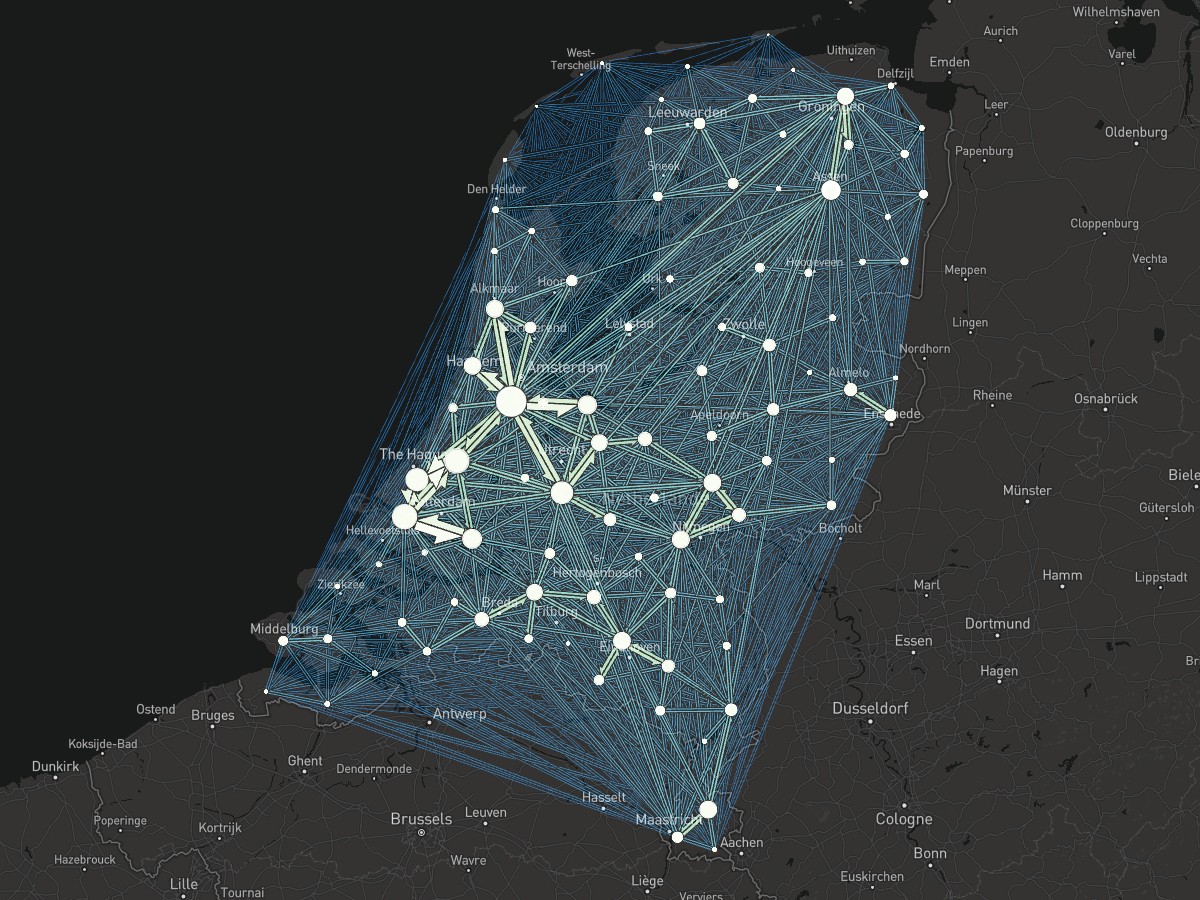 Wilhelmshaven
Aurich
Uithuizen
West-
Terschelling
Varel
Emden
Delfzijl
Leer
Groningen
Leeuwarden
Oldenburg
Papenburg
Sneek
Assen
Den Helder
Cloppenburg
Vechta
Hoogeveen
Meppen
Hoorn
Urk
Alkmaar
Lelystad
Zwolle
Lingen
Nordhorn
Haarlem
Amsterdam
Almelo
Rheine
Osnabrück
Apeldoorn
Enschede
Utrecht
The Hague
Münster
Gütersloh
Rotterdam
Netherlands
Hellevoetsluis
Nijmegen
Bocholt
's-
Hertogenbosch
Zierikzee
Marl
Hamm
Lippstadt
Breda
Tilburg
Middelburg
Dortmund
Essen
Eindhoven
Hagen
Ostend
Bruges
Antwerp
Dusseldorf
Koksijde-Bad
Dunkirk
Ghent
Dendermonde
Hasselt
Poperinge
Kortrijk
Brussels
Leuven
Maastricht
Cologne
Aachen
Hazebrouck
Wavre
Bonn
Lille
Tournai
Liège
Euskirchen
Verviers